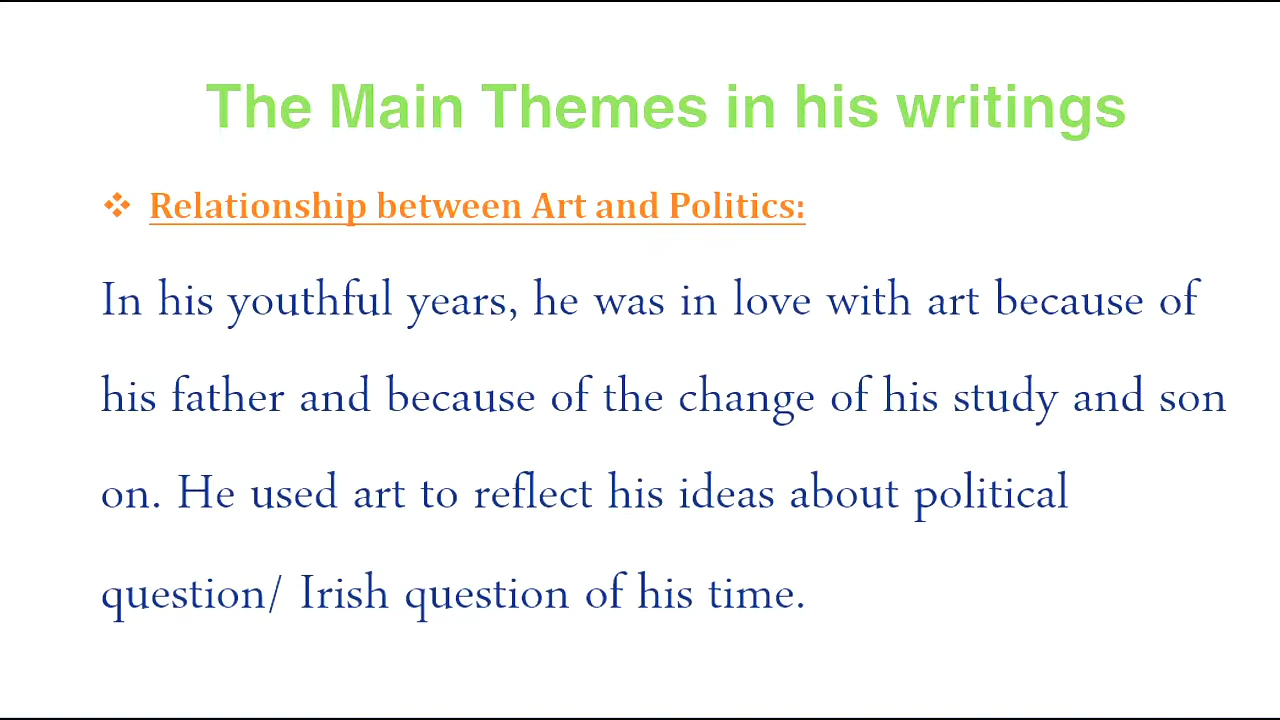 The Main Themes in his writings
❖ Relationship between Art and Politics:
In his youthful years, he was in love with art because of
his father and because of the change of his study and son
on. He used art to reflect his ideas about political
question/ Irish question of his time.